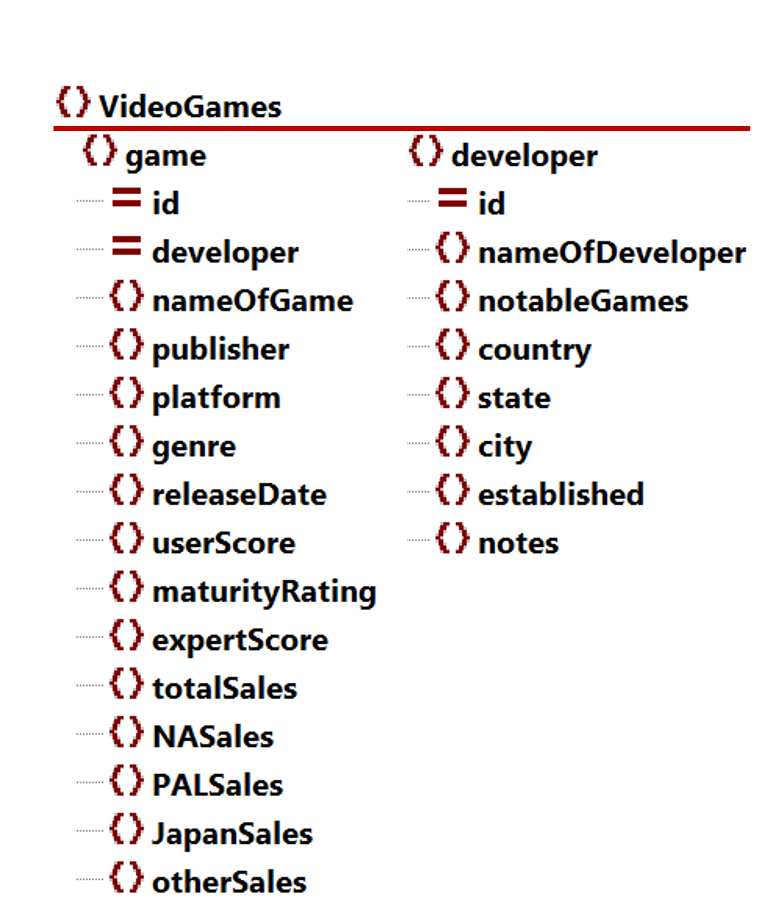 {} VideoGames
{} game
= id
= developer
{} nameOfGame
{} publisher
{} platform
{} genre
{} releaseDate
{} userScore
{} maturityRating
{} expertScore
{} totalSales
{} NASales
{} PALSales
{} JapanSales
{} otherSales
{} developer
= id
{} nameOfDeveloper
{} notableGames
{} country
{} state
{} city
{} established
{} notes